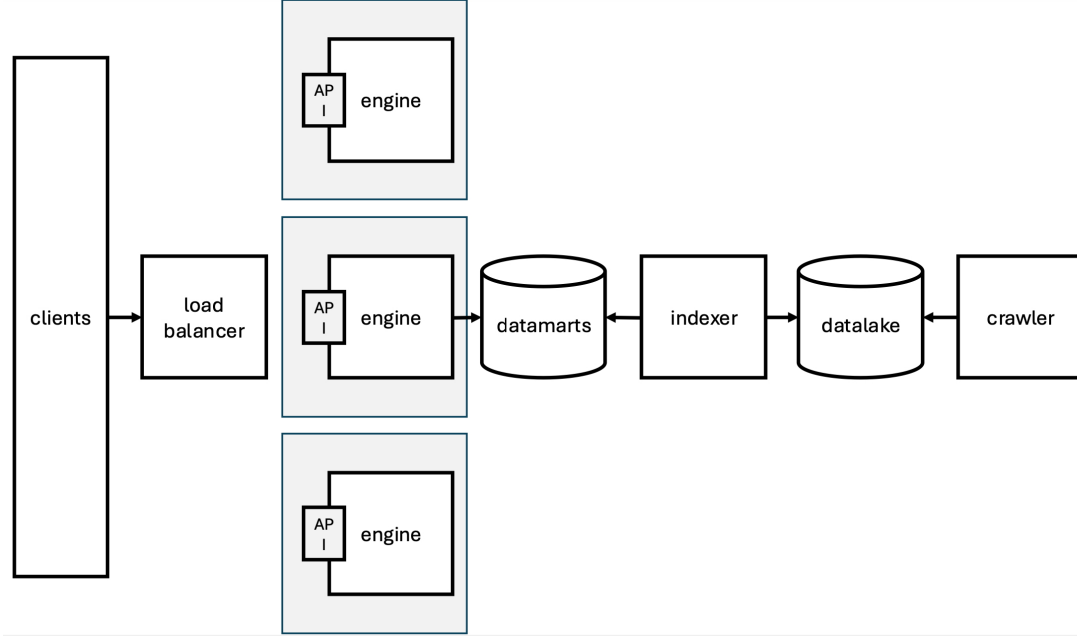 AP
I
engine
clients
load
balancer
AP
I
engine
datamarts
indexer
datalake
crawler
AP
I
engine